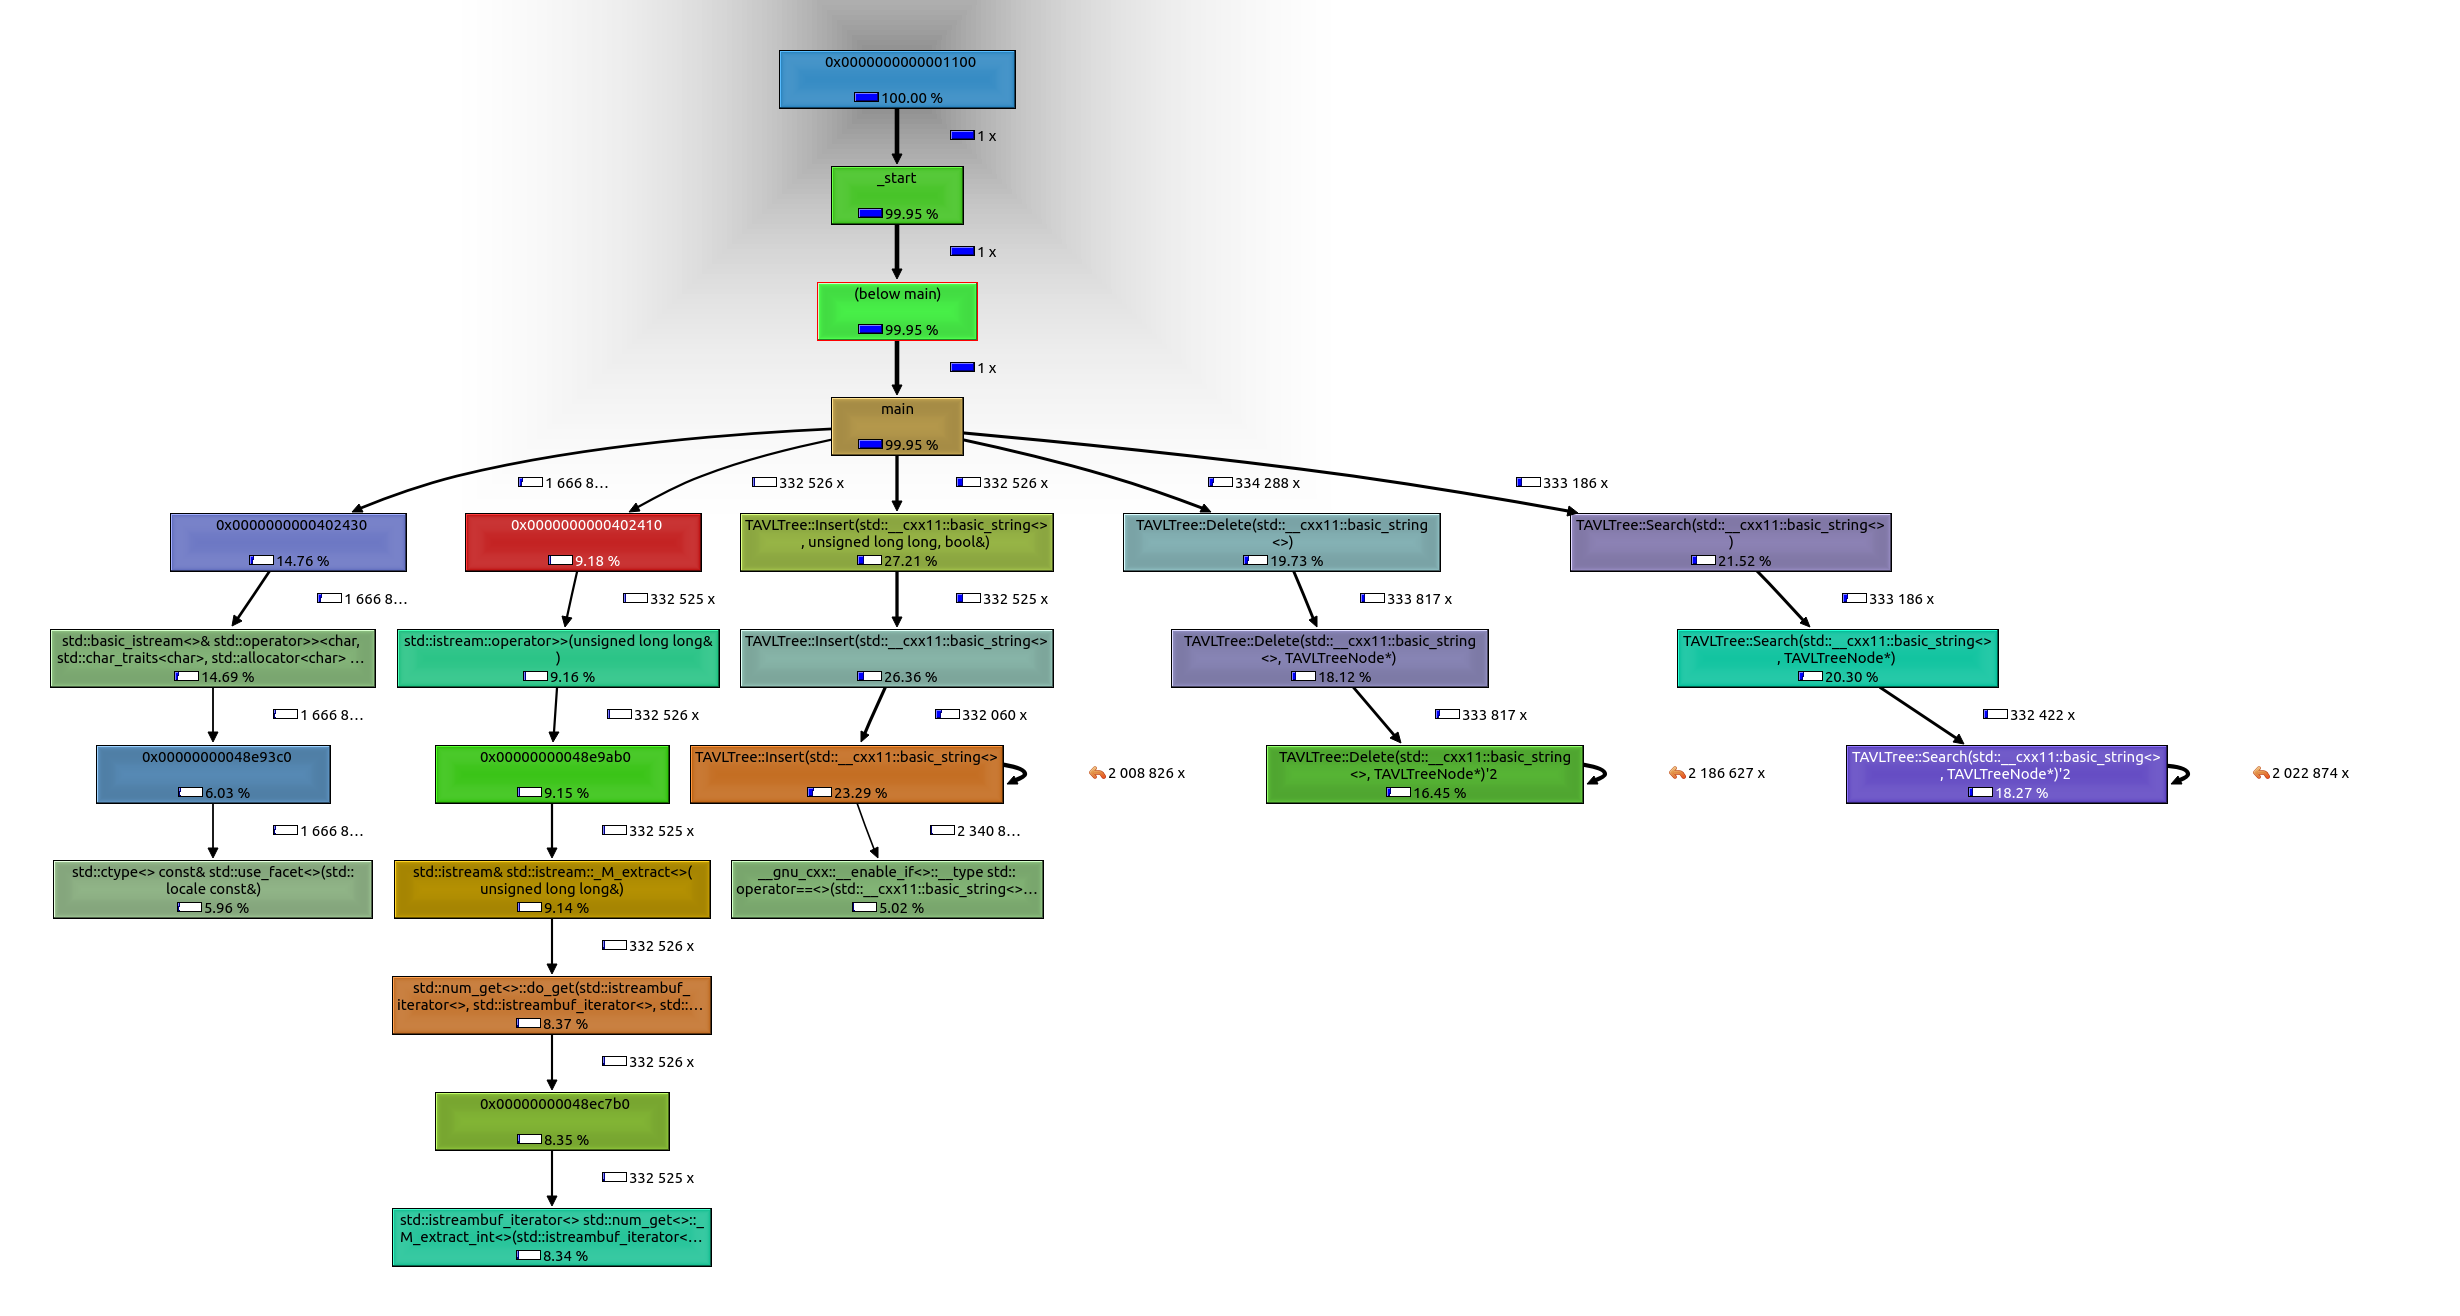 0x0000000000001100
100.00 %
1 x
_start
99.95 %
1 x
(below main)
99.95 %
1 x
main
99.95 %
1 666 8...
332 526 x
332 526 x
334 288 x
333 186 x
0x0000000000402430
14.76 %
0x0000000000402410
9.18 %
TAVLTree::Insert(std::__cxx11::basic_string<>
, unsigned long long, bool&)
27.21 %
TAVLTree::Delete(std::__cxx11::basic_string
<>)
19.73 %
TAVLTree::Search(std::__cxx11::basic_string<>
)
21.52 %
1 666 8...
332 525 x
332 525 x
333 817 x
333 186 x
std::basic_istream<>& std::operator>><char,
std::char_traits<char>, std::allocator<char> ...
14.69 %
std::istream::operator>>(unsigned long long&
)
9.16 %
TAVLTree::Insert(std::__cxx11::basic_string<>
26.36 %
TAVLTree::Delete(std::__cxx11::basic_string
<>, TAVLTreeNode*)
18.12 %
TAVLTree::Search(std::__cxx11::basic_string<>
, TAVLTreeNode*)
20.30 %
1 666 8...
332 526 x
332 060 x
333 817 x
332 422 x
0x00000000048e93c0
6.03 %
0x00000000048e9ab0
9.15 %
TAVLTree::Insert(std::__cxx11::basic_string<>
23.29 %
2 008 826 x
TAVLTree::Delete(std::__cxx11::basic_string
<>, TAVLTreeNode*)'2
16.45 %
2 186 627 x
TAVLTree::Search(std::__cxx11::basic_string<>
, TAVLTreeNode*)'2
18.27 %
2 022 874 x
1 666 8...
332 525 x
2 340 8...
std::ctype<> const& std::use_facet<>(std::
locale const&)
5.96 %
std::istream& std::istream::_M_extract<>(
unsigned long long&)
9.14 %
__gnu_cxx::__enable_if<>::__type std::
operator==<>(std::__cxx11::basic_string<>...
5.02 %
332 526 x
std::num_get<>::do_get(std::istreambuf_
iterator<>, std::istreambuf_iterator<>, std::...
8.37 %
332 526 x
0x00000000048ec7b0
8.35 %
332 525 x
std::istreambuf_iterator<> std::num_get<>::_
M_extract_int<>(std::istreambuf_iterator<...
8.34 %